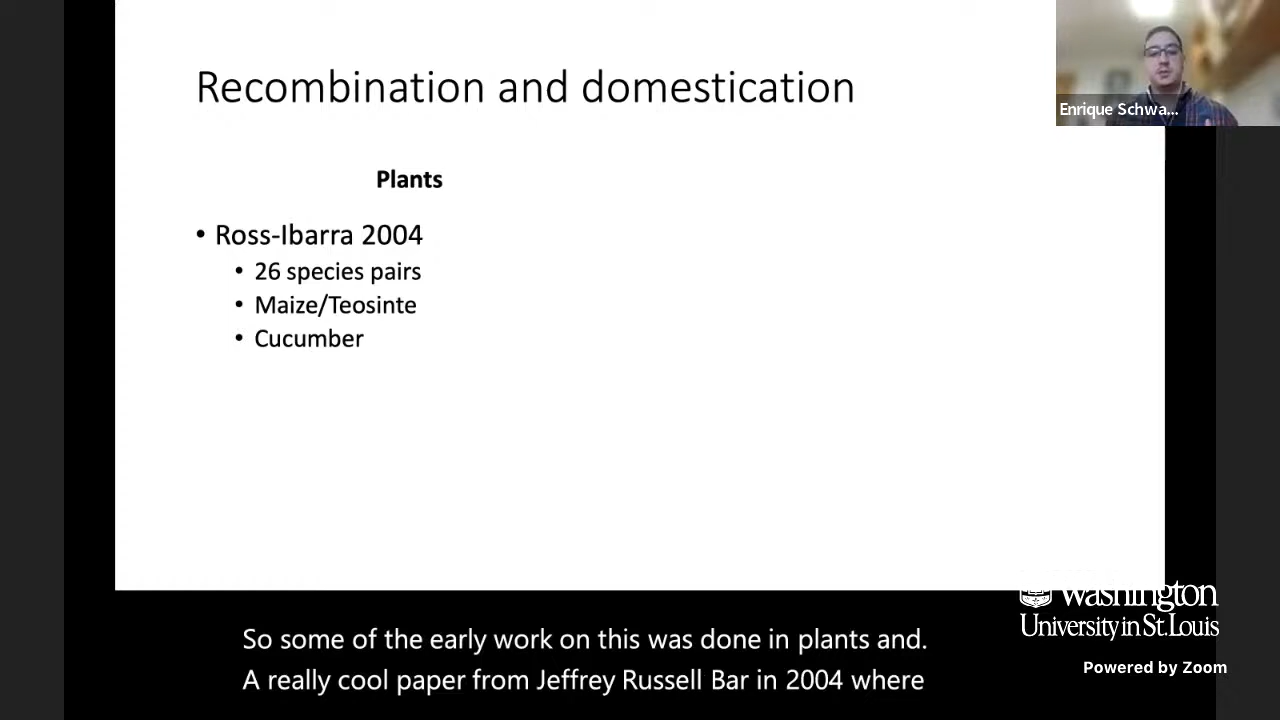 Recombination and domestication
Enrique Schwa...
Plants
• Ross-Ibarra 2004
• 26 species pairs
• Maize/Teosinte
• Cucumber
Washington
University in St. Louis
Powered by Zoom
So some of the early work on this was done in plants and.
A really cool paper from Jeffrey Russell Bar in 2004 where